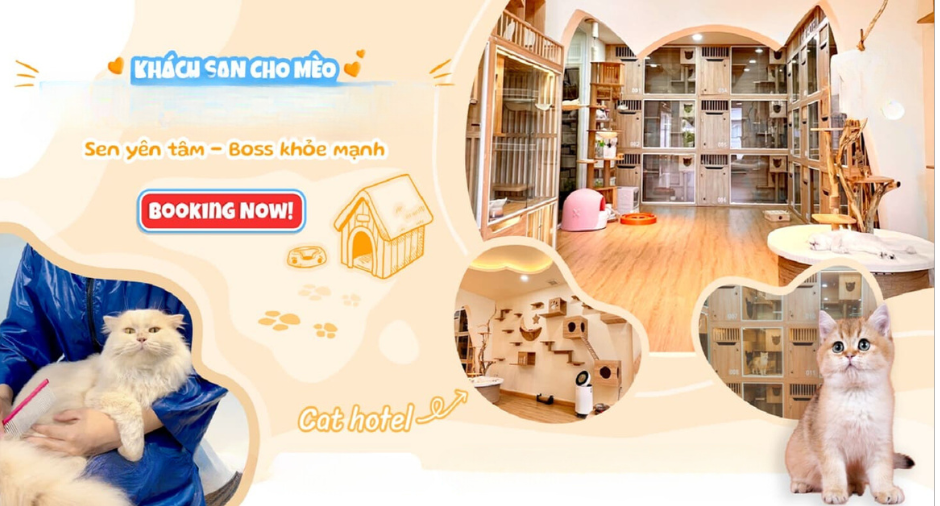 KHÁCH SẠN CHO MÈO
Sen yên tâm - Boss khỏe mạnh
BOOKING NOW!
Cat hotel